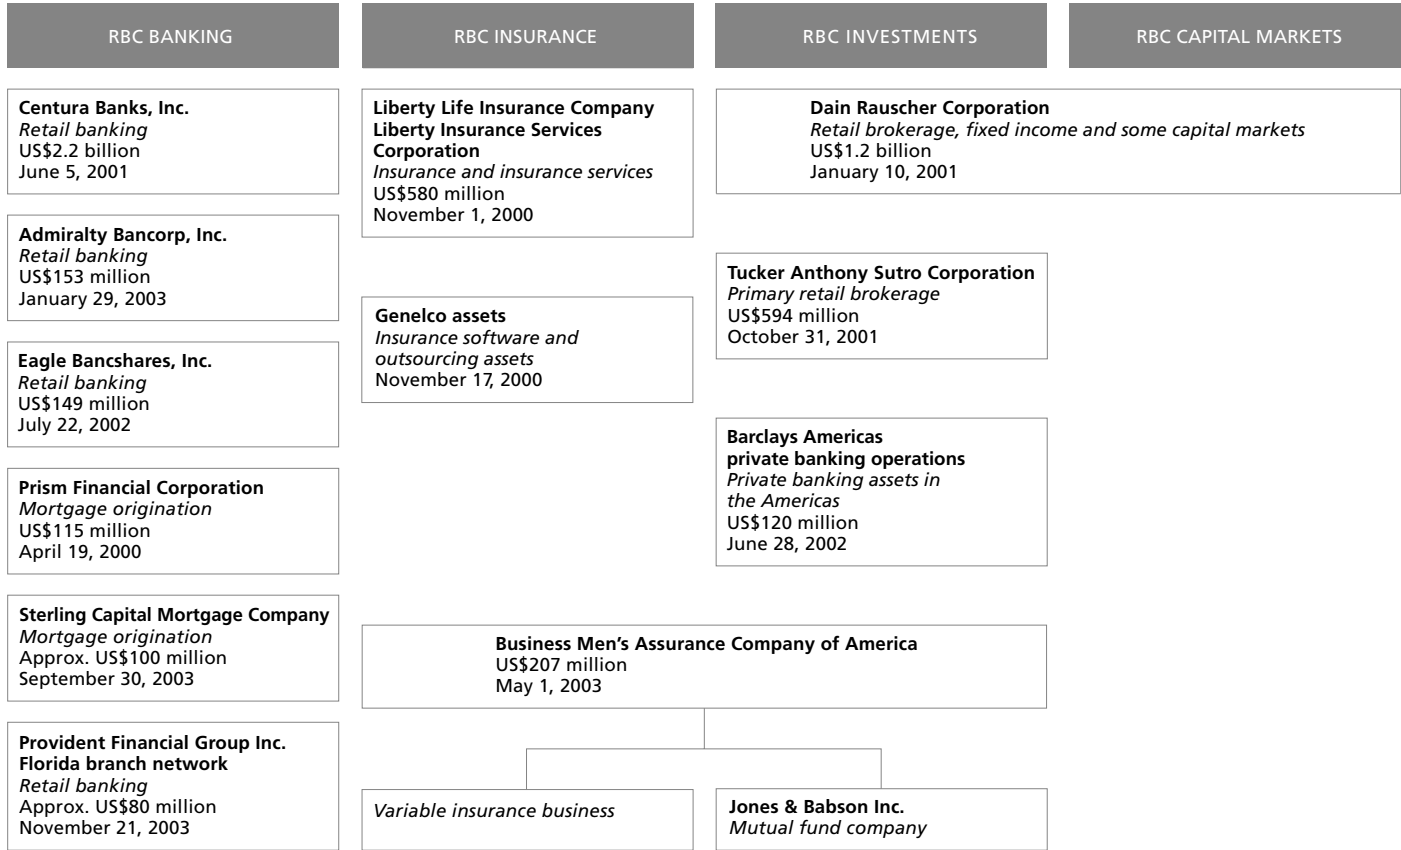 RBC BANKING
RBC INSURANCE
RBC INVESTMENTS
RBC CAPITAL MARKETS
Centura Banks, Inc.
Retail banking
US$2.2 billion
June 5, 2001
Admiralty Bancorp, Inc.
Retail banking
US$153 million
January 29, 2003
Eagle Bancshares, Inc.
Retail banking
US$149 million
July 22, 2002
Prism Financial Corporation
Mortgage origination
US$115 million
April 19, 2000
Sterling Capital Mortgage Company
Mortgage origination
Approx. US$100 million
September 30, 2003
Provident Financial Group Inc.
Florida branch network
Retail banking
Approx. US$80 million
November 21, 2003
Liberty Life Insurance Company
Liberty Insurance Services
Corporation
Insurance and insurance services
US$580 million
November 1, 2000
Genelco assets
Insurance software and
outsourcing assets
November 17, 2000
Dain Rauscher Corporation
Retail brokerage, fixed income and some capital markets
US$1.2 billion
January 10, 2001
Tucker Anthony Sutro Corporation
Primary retail brokerage
US$594 million
October 31, 2001
Barclays Americas
private banking operations
Private banking assets in
the Americas
US$120 million
June 28, 2002
Business Men’s Assurance Company of America
US$207 million
May 1, 2003
Variable insurance business
Jones & Babson Inc.
Mutual fund company